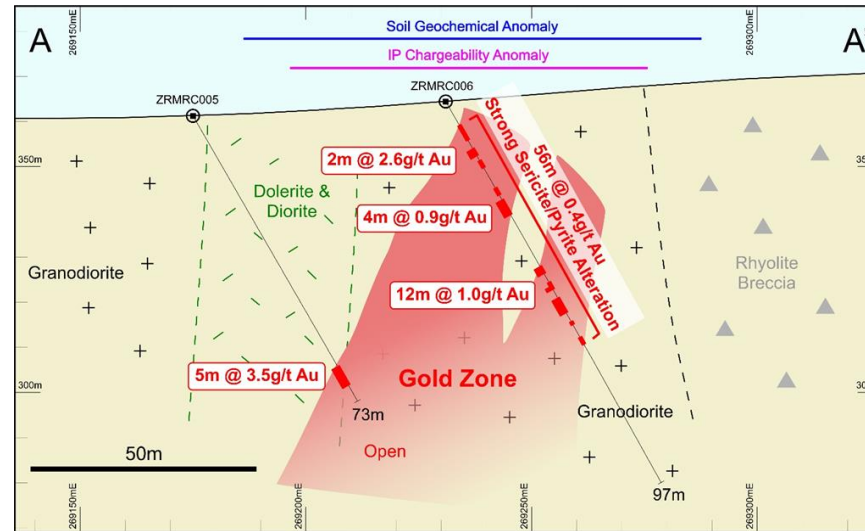 A
A'
269150mE
269300mE
Soil Geochemical Anomaly
IP Chargeability Anomaly
ZRMRC005
ZRMRC006
350m
35
2m @ 2.6g/t Au
4m @ 0.9g/t Au
12m @ 1.0g/t Au
5m @ 3.5g/t Au
56m @ 0.4g/t Au
Strong Sericite/Pyrite Alteration
Dolerite &
Diorite
Granodiorite
Rhyolite
Breccia
300m
30
Gold Zone
Granodiorite
73m
Open
50m
97m
269150mE
269200mE
269250mE
269300mE